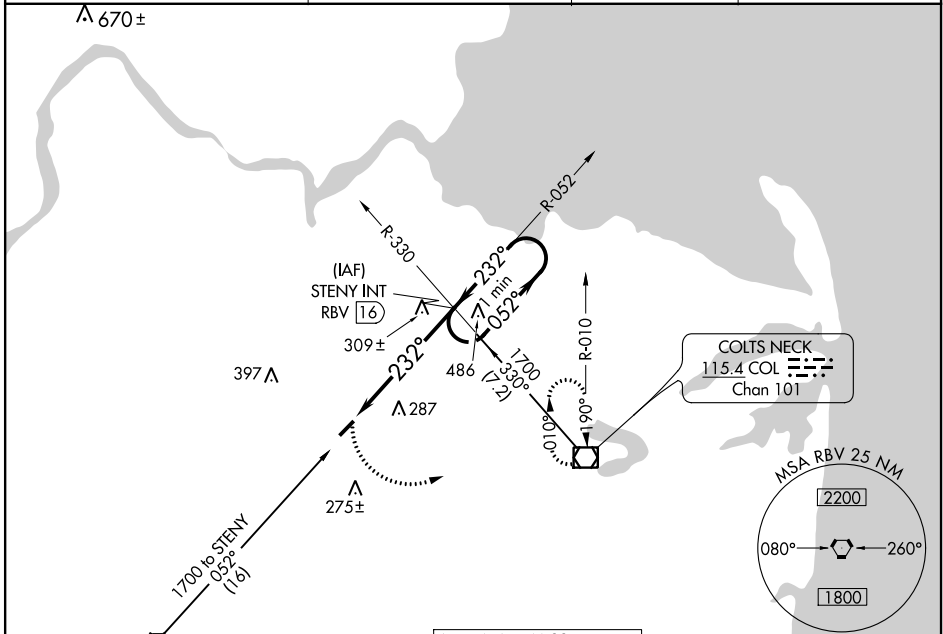 670 ±
R-052
R-330
232°
1 min
052°
(IAF)
STENY INT
RBV 16
309 ±
486
232°
1700
330°
(7.2)
R-010
010°
190°
COLTS NECK
115.4 COL
Chan 101
397
287
275 ±
MSA RBV 25 NM
2200
080°
260°
1800
1700 to STENY
052°
(16)